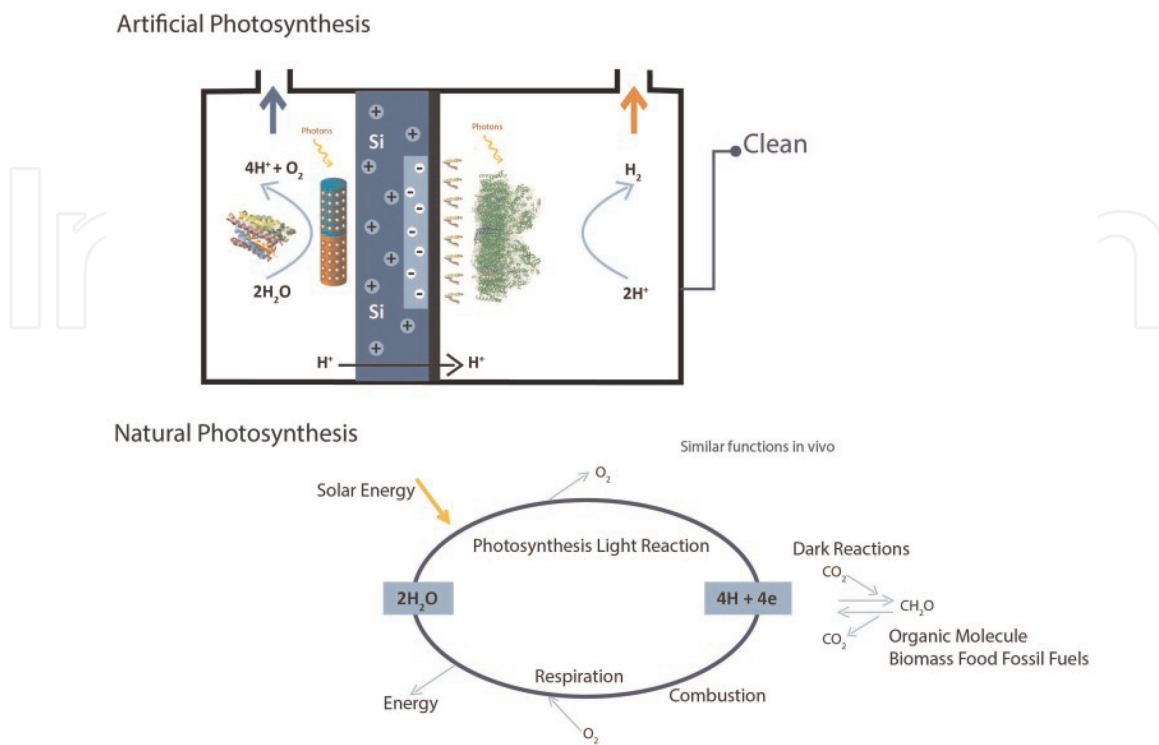 Artificial Photosynthesis
Photons
Photons
Si
Clean
4H⁺ + O₂
H₂
2H₂O
2H⁺
Si
H⁺
H⁺
Natural Photosynthesis
Similar functions in vivo
O₂
Solar Energy
Photosynthesis Light Reaction
Dark Reactions
CO₂
2H₂O
4H + 4e
CH₂O
CO₂
Organic Molecule
Biomass Food Fossil Fuels
Respiration
Energy
Combustion
O₂